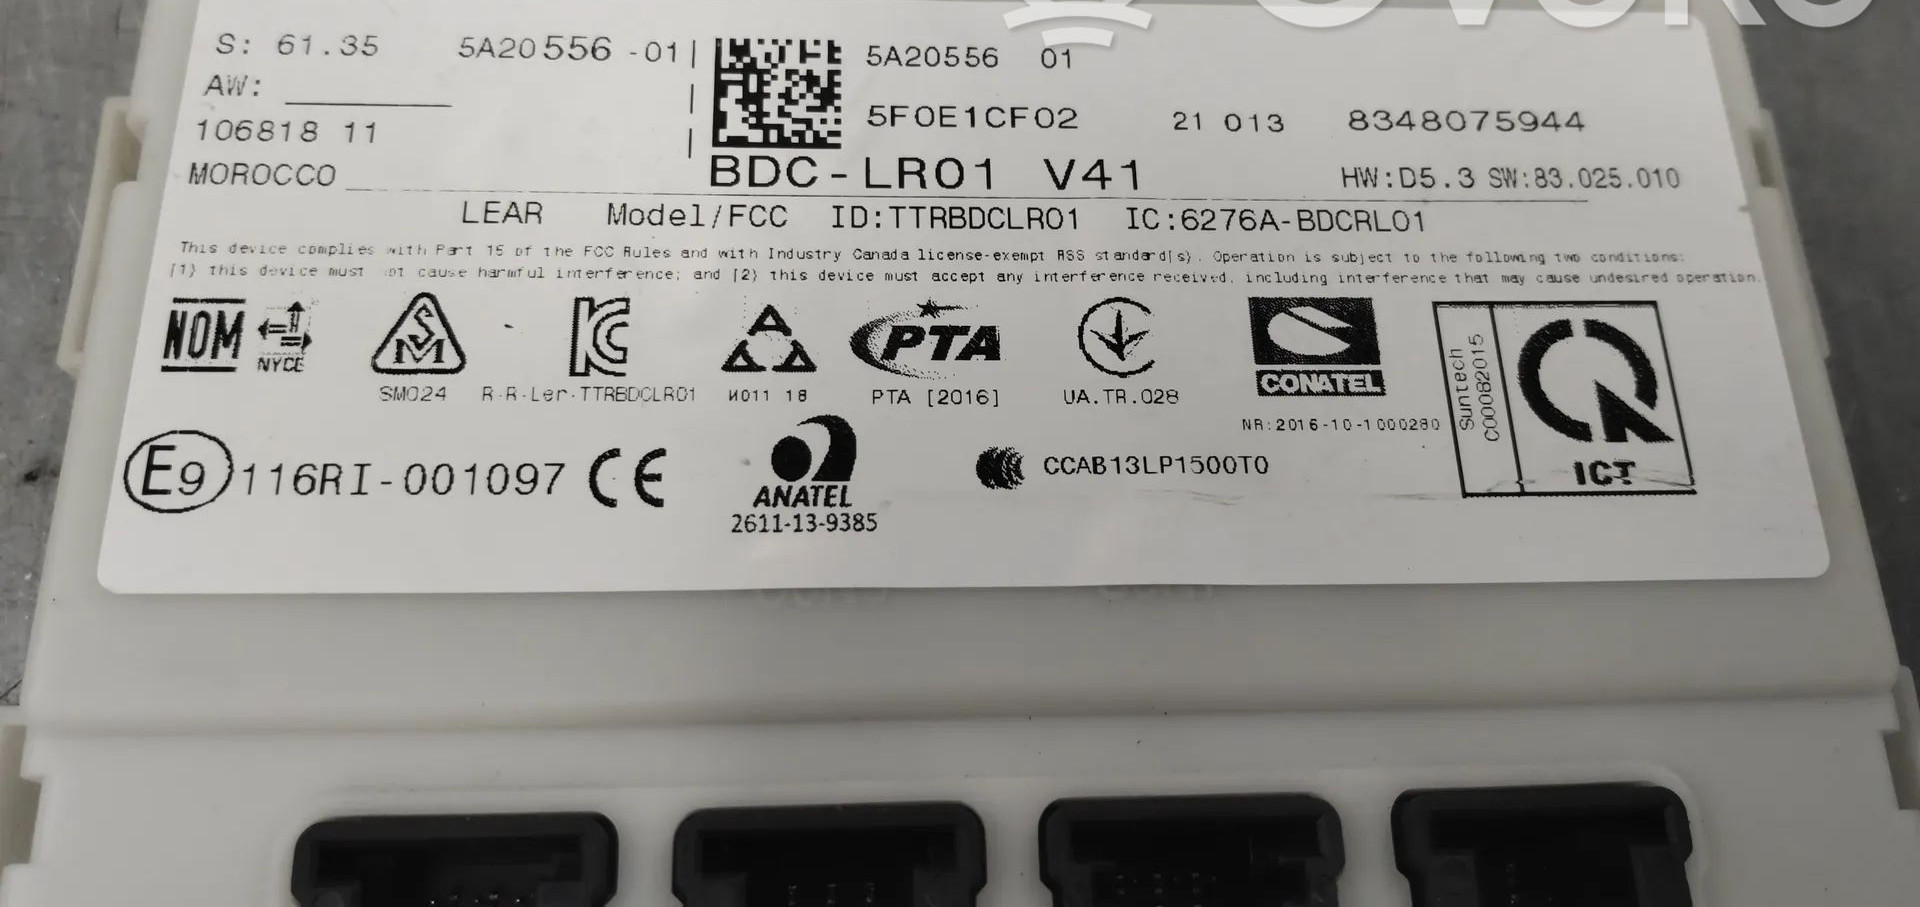 S: 61.35 5A20556 -01 5A20556 01
AW:
106818 11 5F0E1CF02 21 013 8348075944
MOROCCO BDC-LR01 V41 HW:D5.3 SW:83.025.010
LEAR Model/FCC ID:TTRBDCLR01 IC:6276A-BDCRL01
This device complies with Part 15 of the FCC Rules and with Industry Canada license-exempt RSS standard(s). Operation is subject to the following two conditions:
(1) this device must not cause harmful interference; and (2) this device must accept any interference received, including interference that may cause undesired operation.
NOM NYCE SM KC PTA CONATEL
SM024 R-R-Ler-TTRBDCLR01 И011 18 PTA [2016] UA.TR.028
NR:2016-10-1000280
Suntech
C00082015
ICT
E9 116RI-001097 CE ANATEL CCAB13LP1500T0
2611-13-9385